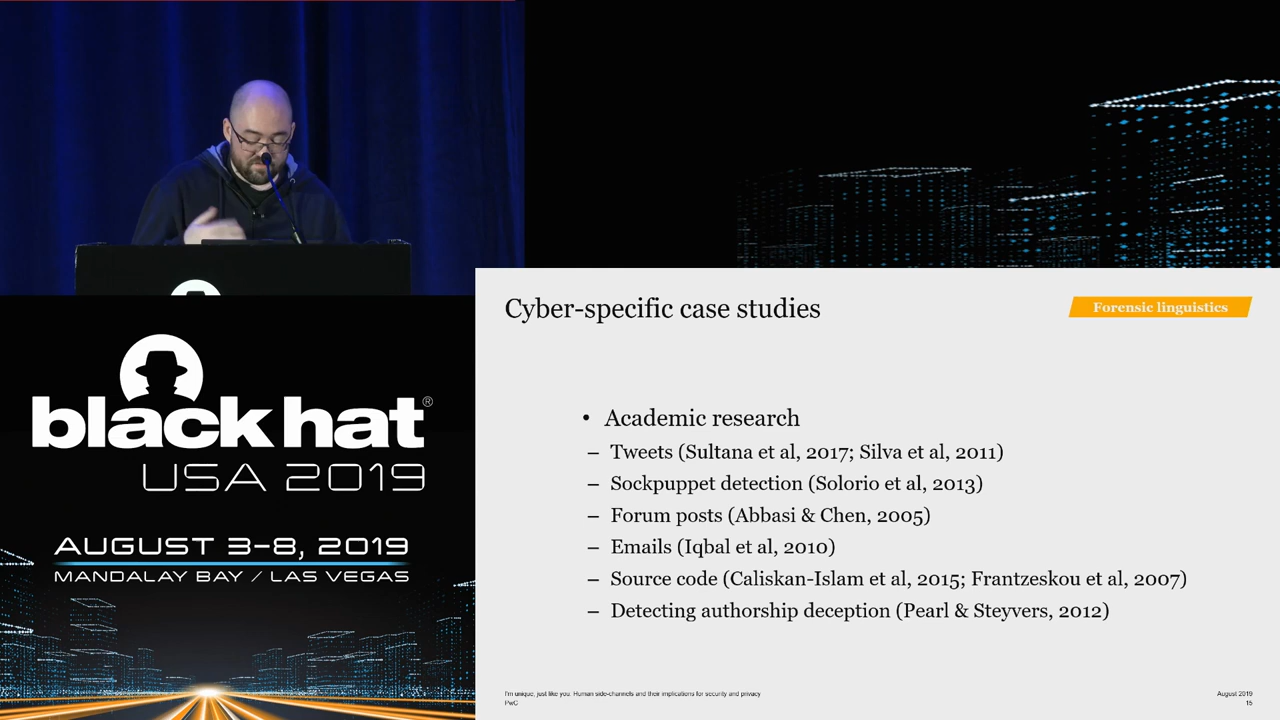 Cyber-specific case studies
Forensic linguistics
• Academic research
– Tweets (Sultana et al, 2017; Silva et al, 2011)
– Sockpuppet detection (Solorio et al, 2013)
– Forum posts (Abbasi & Chen, 2005)
– Emails (Iqbal et al, 2010)
– Source code (Caliskan-Islam et al, 2015; Frantzeskou et al, 2007)
– Detecting authorship deception (Pearl & Steyvers, 2012)
I'm unique, just like you: Human side-channels and their implications for security and privacy
PwC
August 2019
15
black hat®
USA 2019
AUGUST 3-8, 2019
MANDALAY BAY / LAS VEGAS